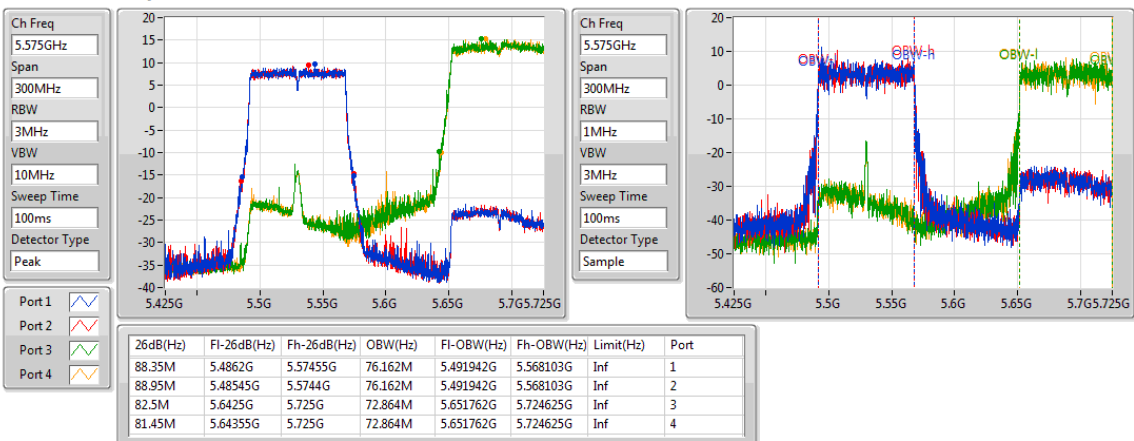 Ch Freq
5.575GHz
Span
300MHz
RBW
3MHz
VBW
10MHz
Sweep Time
100ms
Detector Type
Peak
20-
15-
10-
5-
0-
-5-
-10-
-15-
-20-
-25-
-30-
-35-
-40-
5.425G 5.5G 5.55G 5.6G 5.65G 5.7G 5.725G
Ch Freq
5.575GHz
Span
300MHz
RBW
1MHz
VBW
3MHz
Sweep Time
100ms
Detector Type
Sample
20-
10-
0-
-10-
-20-
-30-
-40-
-50-
-60-
OBW-h
OBW-h
OBW-l
5.425G 5.5G 5.55G 5.6G 5.65G 5.7G 5.725G
Port 1
Port 2
Port 3
Port 4
26dB(Hz) Fl-26dB(Hz) Fh-26dB(Hz) OBW(Hz) Fl-OBW(Hz) Fh-OBW(Hz) Limit(Hz) Port
88.35M 5.4862G 5.57455G 76.162M 5.491942G 5.568103G Inf 1
88.95M 5.48545G 5.5744G 76.162M 5.491942G 5.568103G Inf 2
82.5M 5.6425G 5.725G 72.864M 5.651762G 5.724625G Inf 3
81.45M 5.64355G 5.725G 72.864M 5.651762G 5.724625G Inf 4